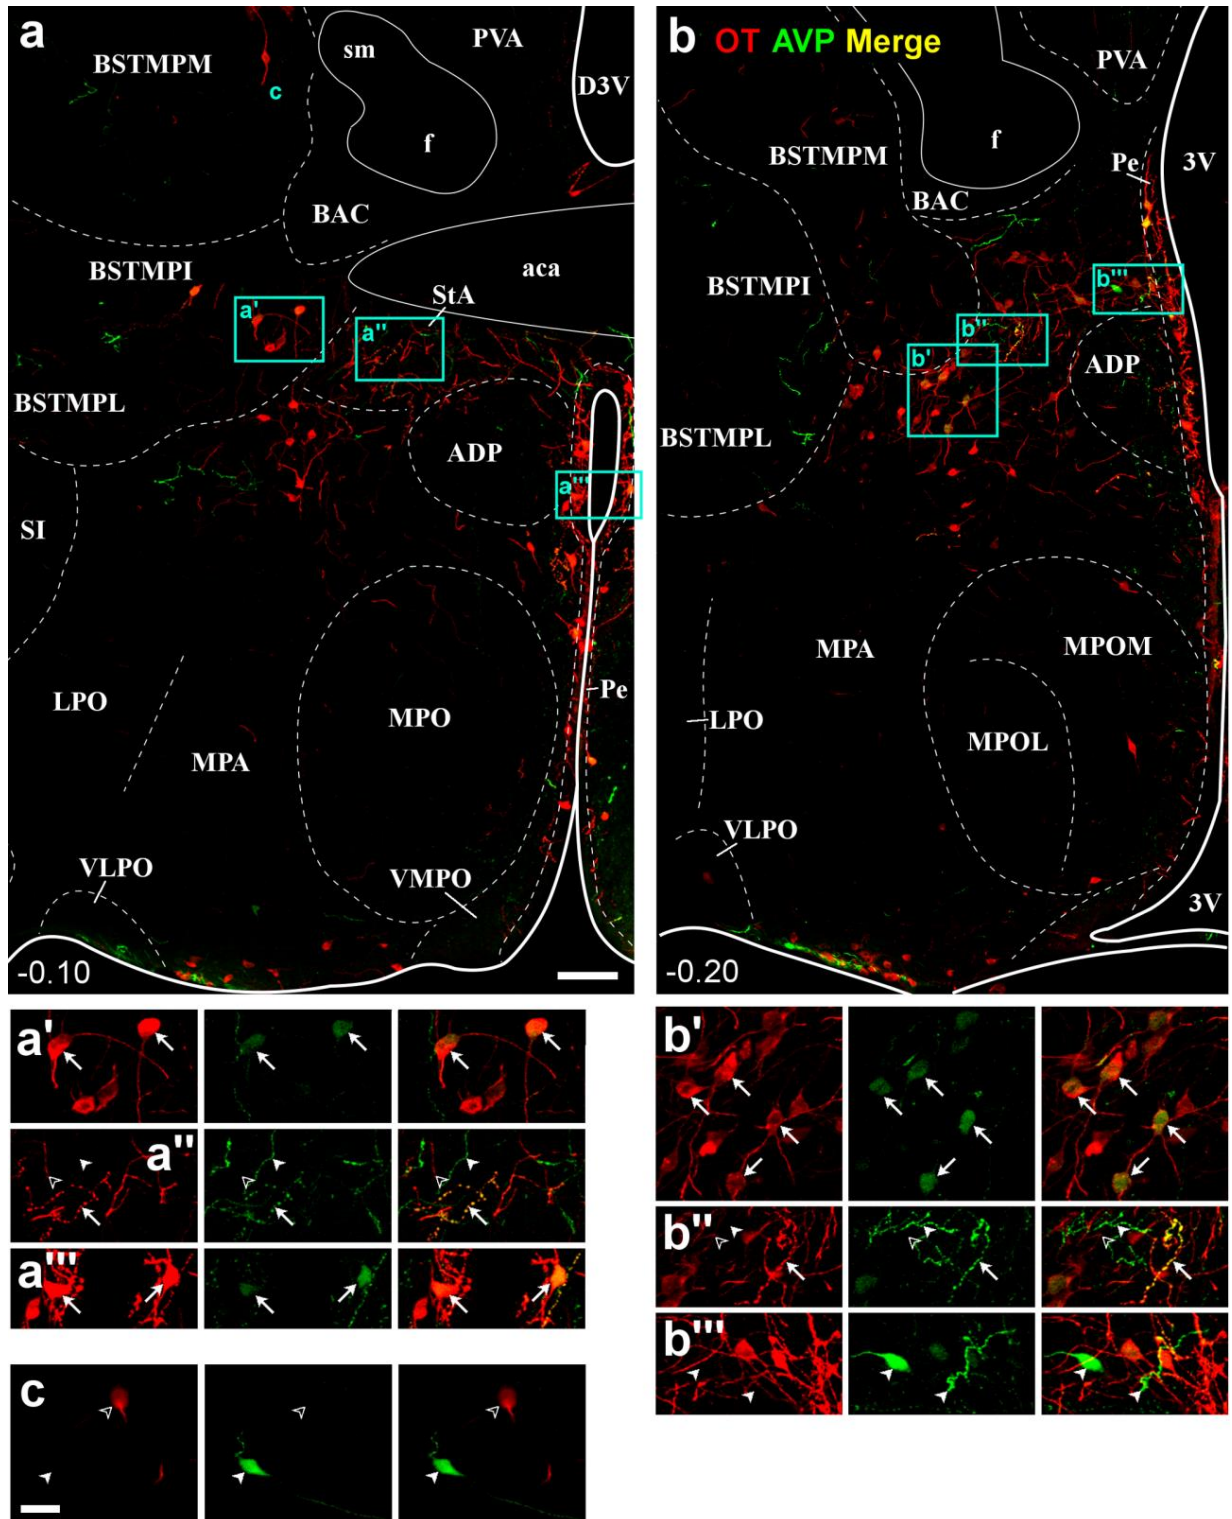 a
BSTMPM
c
sm
f
PVA
D3V
BAC
BSTMPI
a'
aca
StA
a''
BSTMPL
ADP
a'''
SI
LPO
MPA
MPO
Pe
VLPO
VMPO
-0.10
b OT AVP Merge
PVA
f
BSTMPM
Pe
3V
BAC
BSTMPI
b'''
b''
b'
ADP
BSTMPL
MPA
MPOM
LPO
MPOL
VLPO
3V
-0.20
a'
a''
a'''
c
b'
b''
b'''